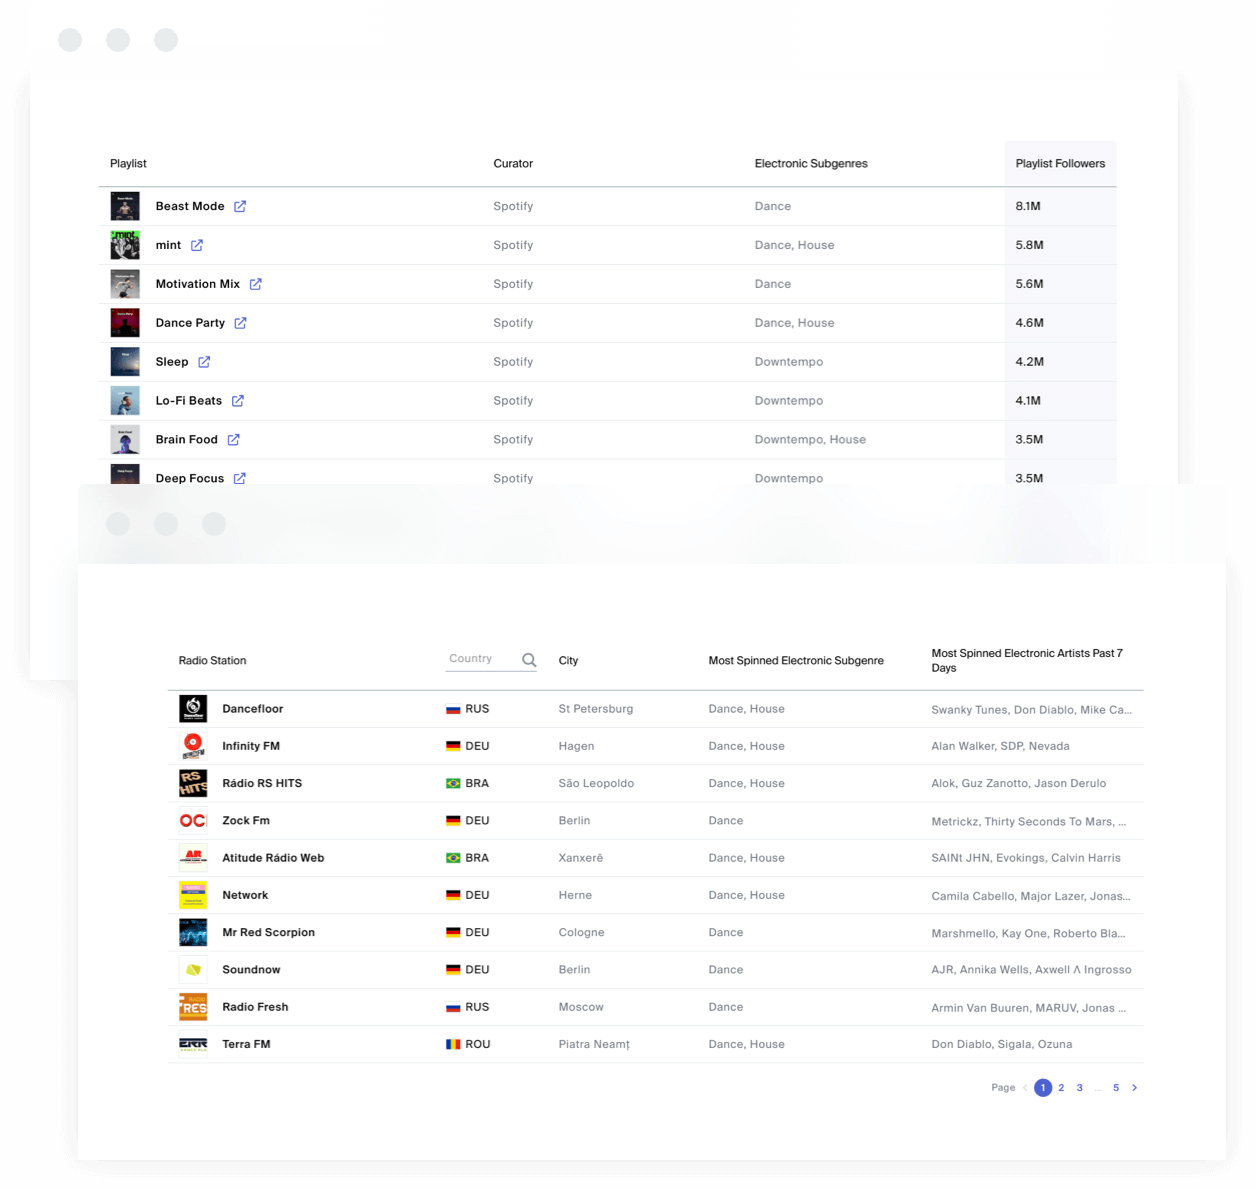 Playlist Curator Electronic Subgenres Playlist Followers
Beast Mode Spotify Dance 8.1M
mint Spotify Dance, House 5.8M
Motivation Mix Spotify Dance 5.6M
Dance Party Spotify Dance, House 4.6M
Sleep Spotify Downtempo 4.2M
Lo-Fi Beats Spotify Downtempo 4.1M
Brain Food Spotify Downtempo, House 3.5M
Deep Focus Spotify Downtempo 3.5M
Radio Station Country City Most Spinned Electronic Subgenre Most Spinned Electronic Artists Past 7
Days
Dancefloor RUS St Petersburg Dance, House Swanky Tunes, Don Diablo, Mike Ca...
Infinity FM DEU Hagen Dance, House Alan Walker, SDP, Nevada
RS HITS Rádio RS HITS BRA São Leopoldo Dance, House Alok, Guz Zanotto, Jason Derulo
Zock Fm DEU Berlin Dance Metrickz, Thirty Seconds To Mars, ...
AR Atitude Rádio Web BRA Xanxerê Dance, House SAINt JHN, Evokings, Calvin Harris
Network DEU Herne Dance, House Camila Cabello, Major Lazer, Jonas...
Mr Red Scorpion DEU Cologne Dance Marshmello, Kay One, Roberto Bla...
Soundnow DEU Berlin Dance AJR, Annika Wells, Axwell Λ Ingrosso
Radio Fresh RUS Moscow Dance Armin Van Buuren, MARUV, Jonas ...
Terra FM ROU Piatra Neamț Dance, House Don Diablo, Sigala, Ozuna
Page < 1 2 3 ... 5 >